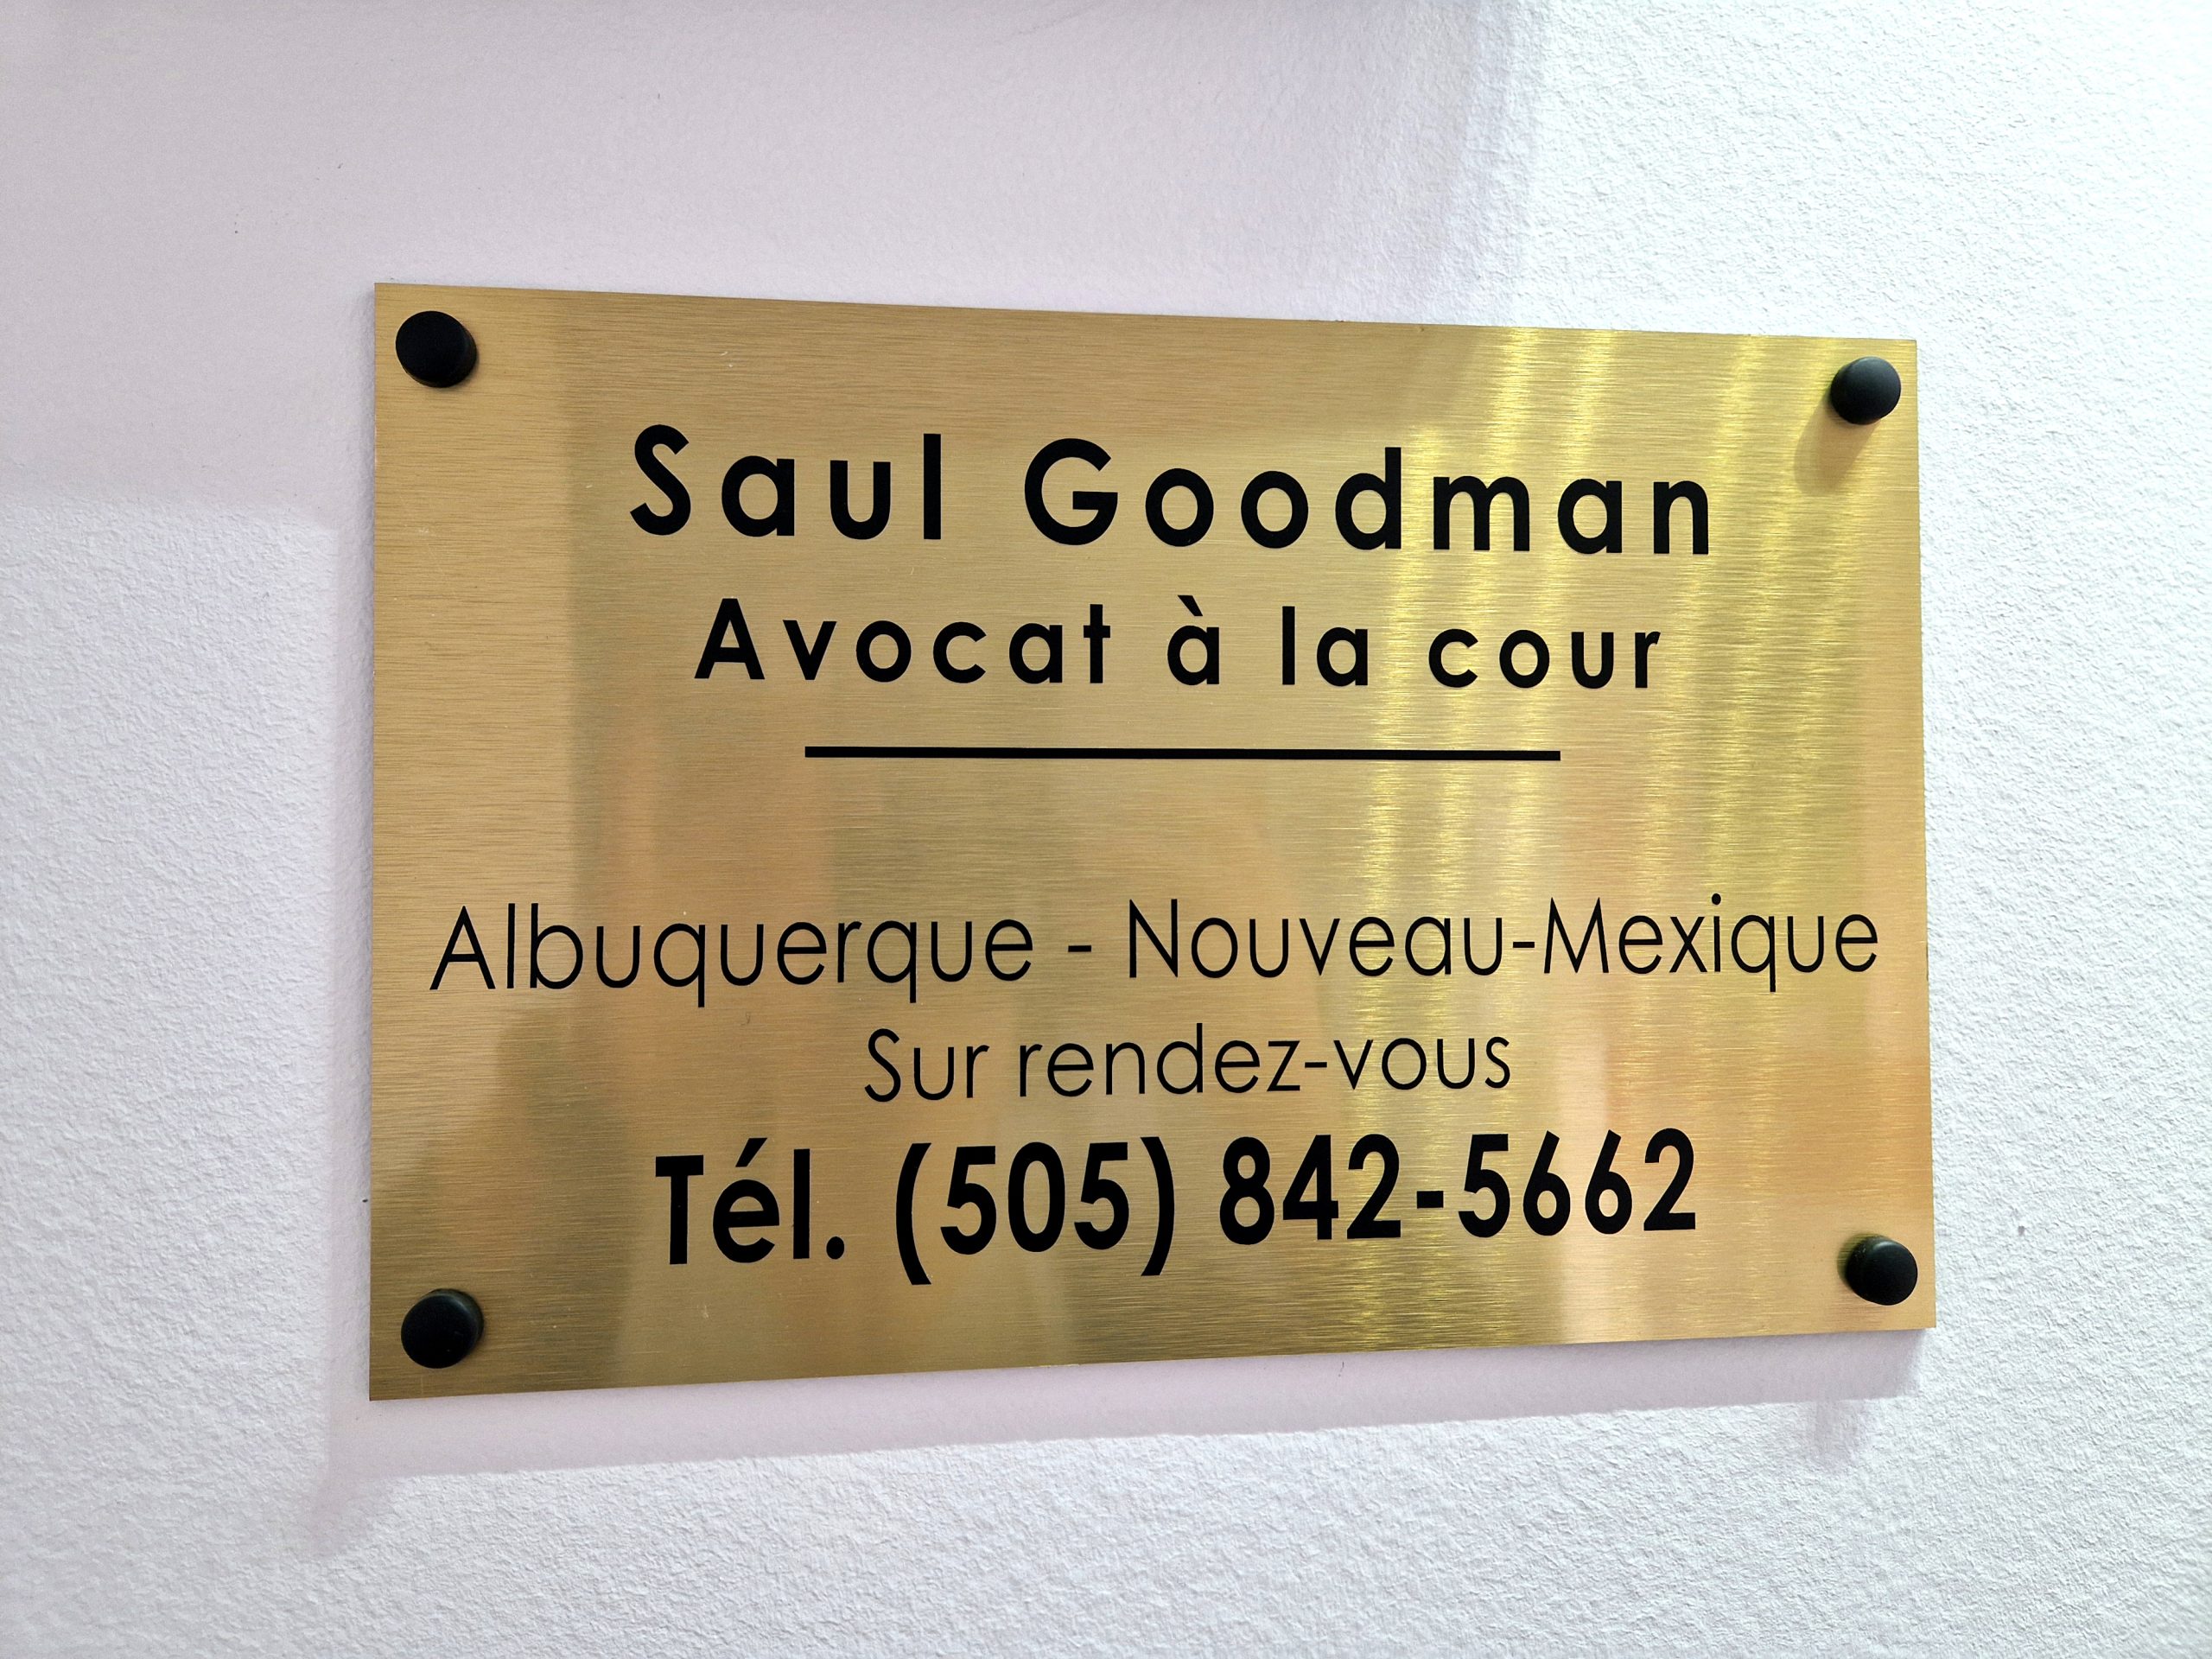 Saul Goodman
Avocat à la cour
Albuquerque - Nouveau-Mexique
Sur rendez-vous
Tél. (505) 842-5662